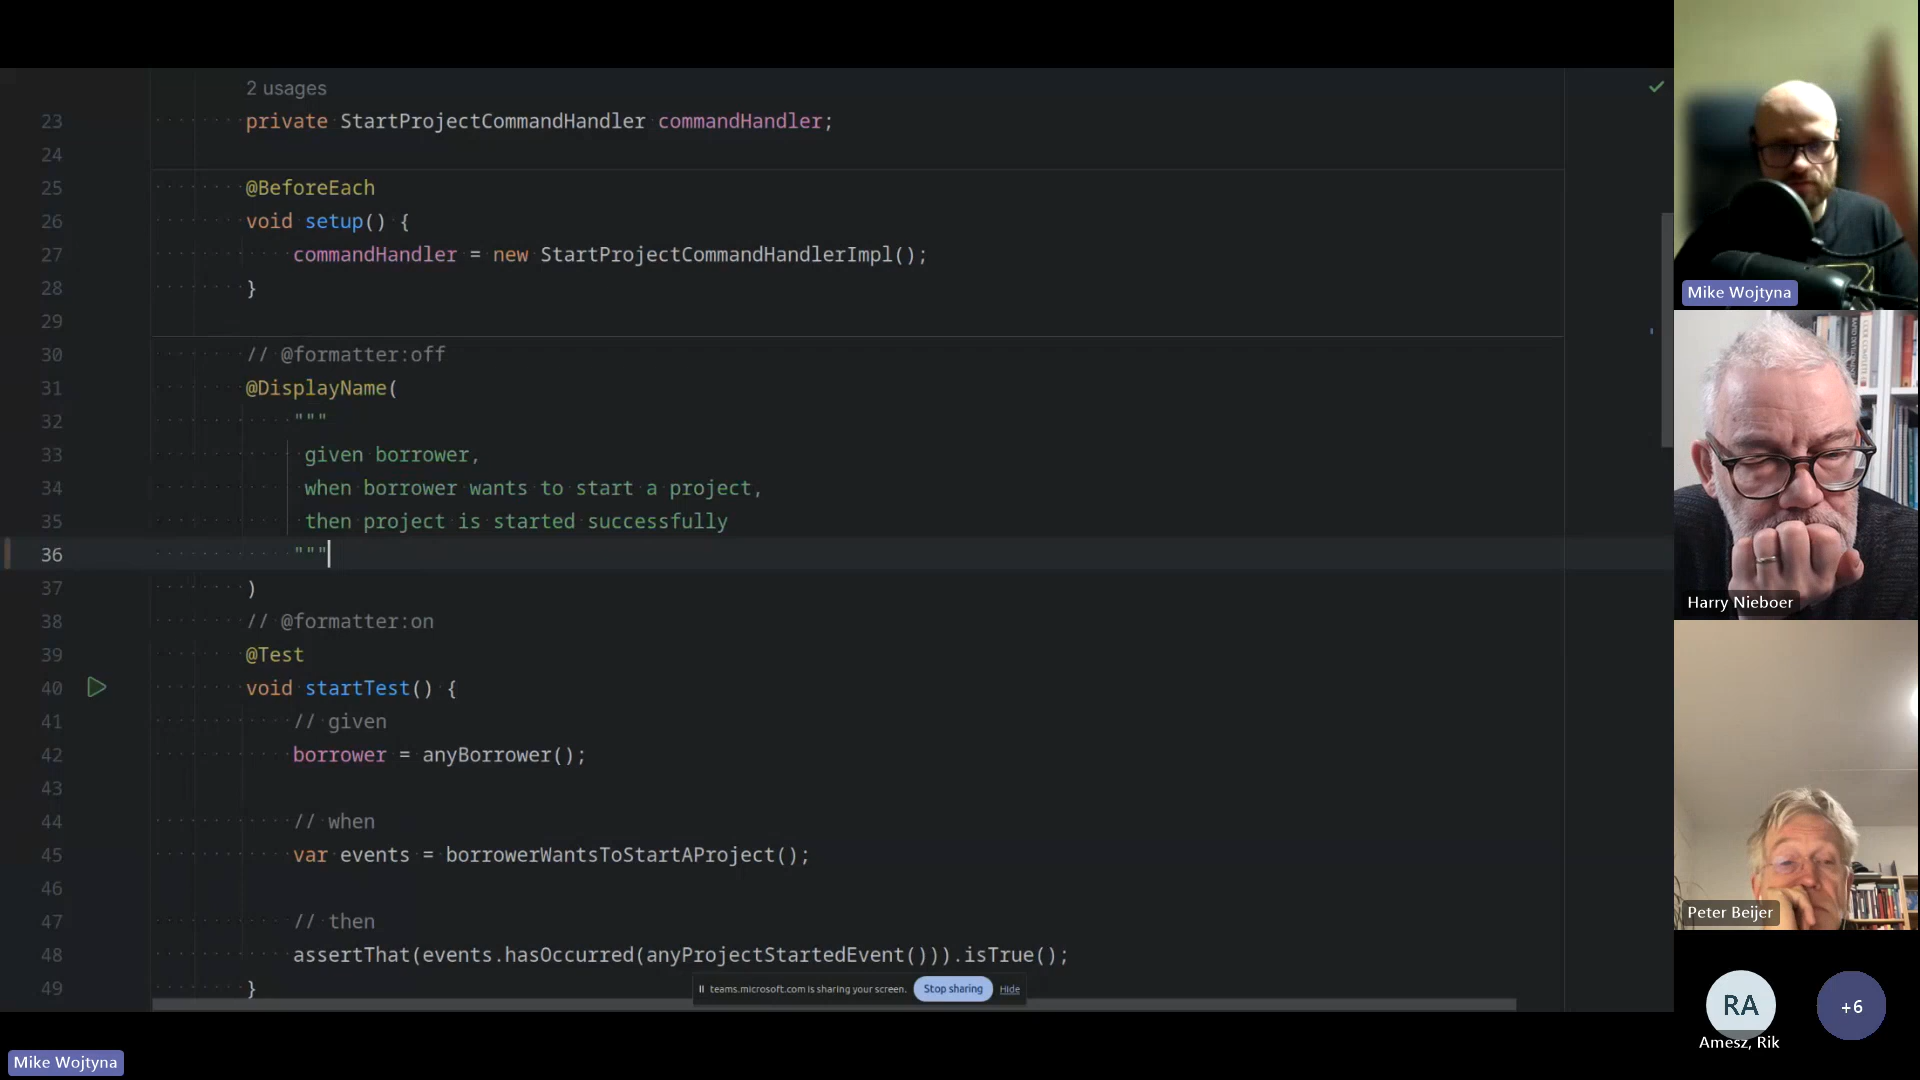 2 usages
23 private StartProjectCommandHandler commandHandler;
24
25 @BeforeEach
26 void setup() {
27 commandHandler = new StartProjectCommandHandlerImpl();
28 }
29
30 // @formatter:off
31 @DisplayName(
32 """
33 given borrower,
34 when borrower wants to start a project,
35 then project is started successfully
36 """
37 )
38 // @formatter:on
39 @Test
40 void startTest() {
41 // given
42 borrower = anyBorrower();
43
44 // when
45 var events = borrowerWantsToStartAProject();
46
47 // then
48 assertThat(events.hasOccurred(anyProjectStartedEvent())).isTrue();
49 }
teams.microsoft.com is sharing your screen. Stop sharing Hide
Mike Wojtyna
Mike Wojtyna
Harry Nieboer
Peter Beijer
RA
Amesz, Rik
+6